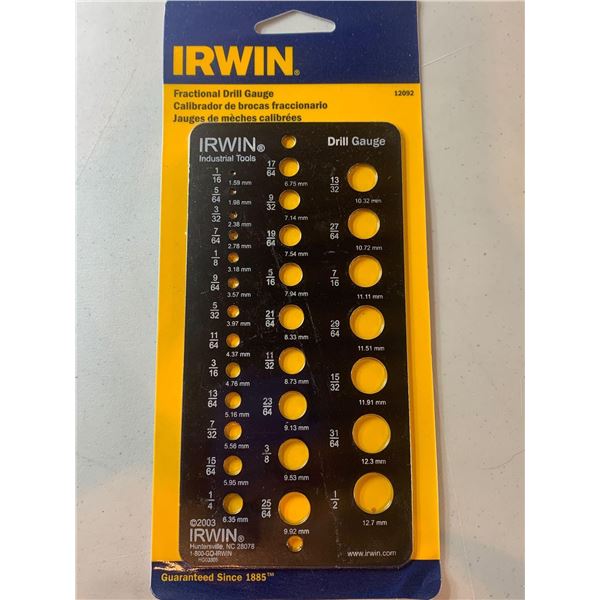 IRWIN.
Fractional Drill Gauge 12092
Calibrador de brocas fraccionario
Jauges de mèches calibrées
IRWIN® Drill Gauge
Industrial Tools
1/16 1.59 mm
5/64 1.98 mm
3/32 2.38 mm
7/64 2.78 mm
1/8 3.18 mm
9/64 3.57 mm
5/32 3.97 mm
11/64 4.37 mm
3/16 4.76 mm
13/64 5.16 mm
7/32 5.56 mm
15/64 5.95 mm
1/4 6.35 mm
17/64 6.75 mm
9/32 7.14 mm
19/64 7.54 mm
5/16 7.94 mm
21/64 8.33 mm
11/32 8.73 mm
23/64 9.13 mm
3/8 9.53 mm
25/64 9.92 mm
13/32 10.32 mm
27/64 10.72 mm
7/16 11.11 mm
29/64 11.51 mm
15/32 11.91 mm
31/64 12.3 mm
1/2 12.7 mm
©2003
IRWIN®
Huntersville, NC 28078
1-800-GO-IRWIN
www.irwin.com
Guaranteed Since 1885™